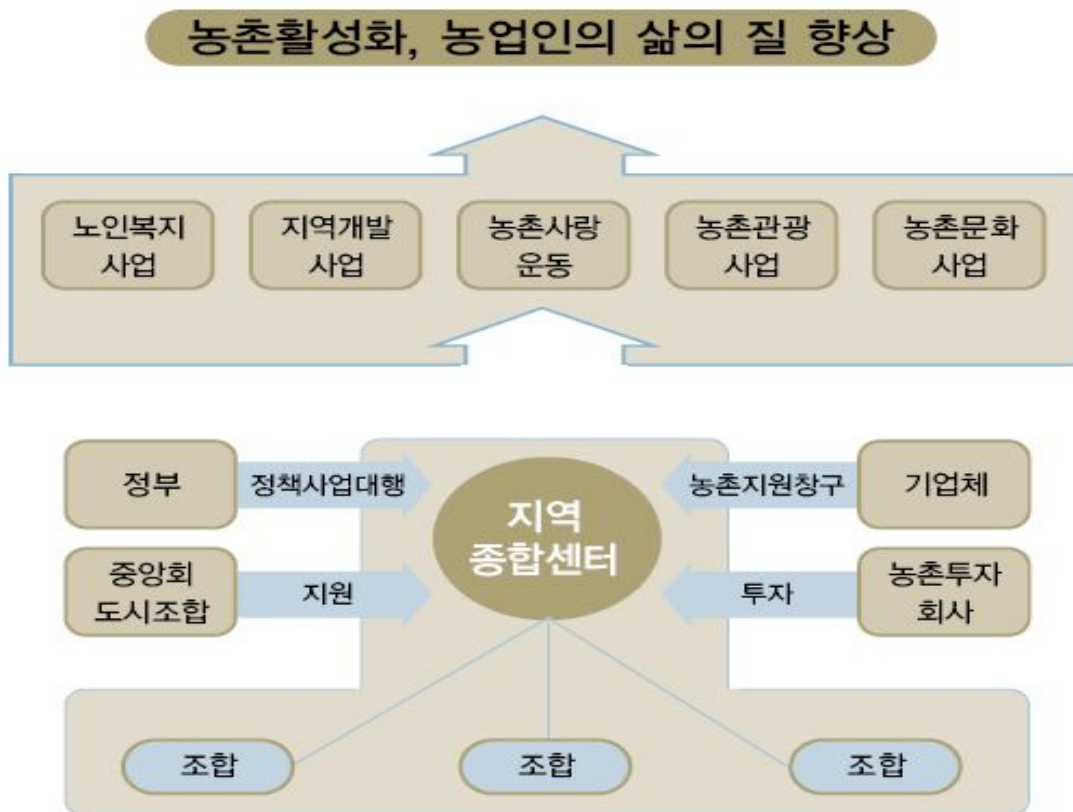 농촌활성화, 농업인의 삶의 질 향상
노인복지
사업
지역개발
사업
농촌사랑
운동
농촌관광
사업
농촌문화
사업
정부
정책사업대행
지역
종합센터
농촌지원창구
기업체
중앙회
도시조합
지원
투자
농촌투자
회사
조합
조합
조합